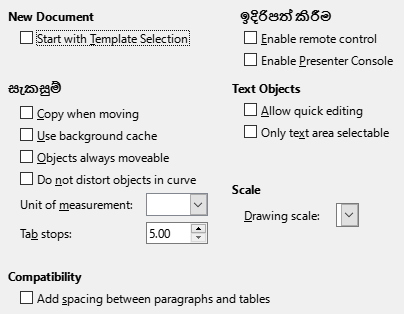 New Document
Start with Template Selection
සැකසුම්
Copy when moving
Use background cache
Objects always moveable
Do not distort objects in curve
Unit of measurement:
Tab stops: 5.00
Compatibility
Add spacing between paragraphs and tables
ඉදිරිපත් කිරීම
Enable remote control
Enable Presenter Console
Text Objects
Allow quick editing
Only text area selectable
Scale
Drawing scale: